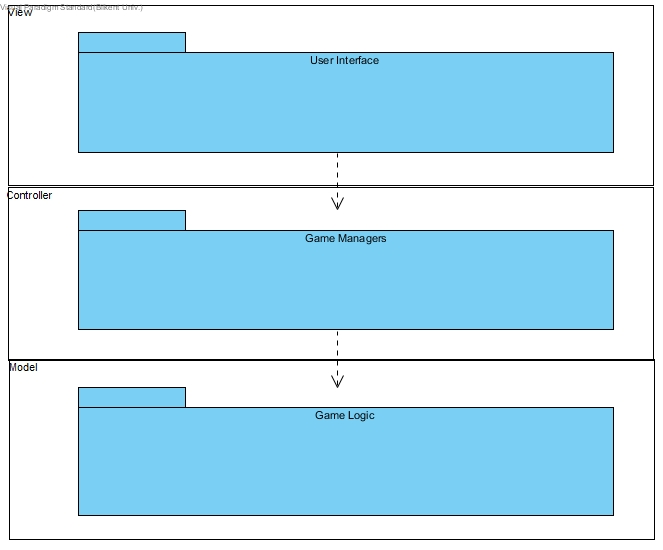 Visual Paradigm Standard(Bilkent Univ.)
View
User Interface
Controller
Game Managers
Model
Game Logic